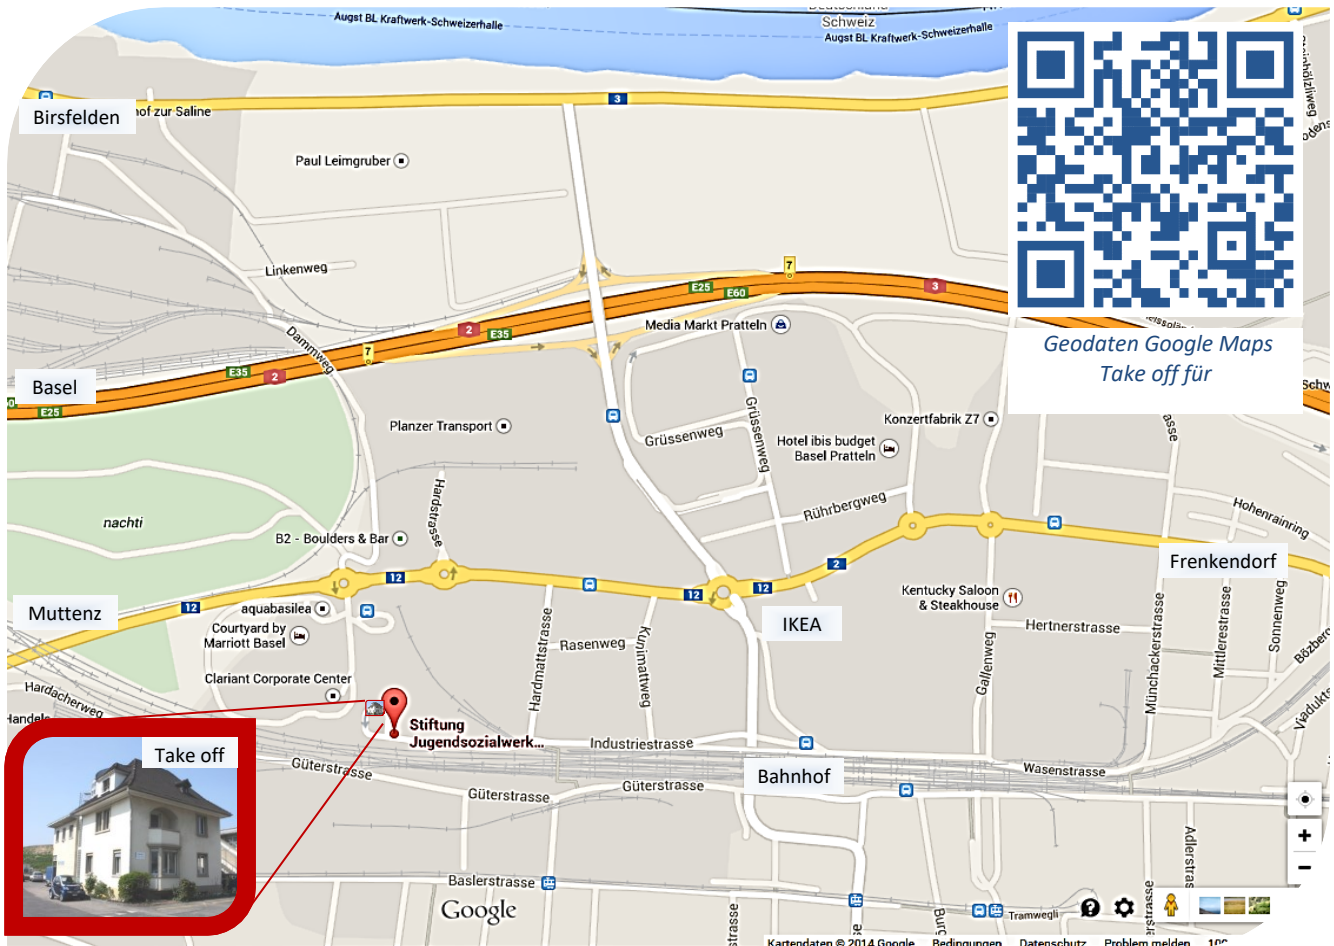 Augst BL Kraftwerk-Schweizerhalle
Deutschland
Schweiz
Augst BL Kraftwerk-Schweizerhalle
Birsfelden
hof zur Saline
3
Paul Leimgruber
Linkenweg
Dammweg
7
E25
E60
3
2
E35
7
E35
2
E25
Basel
Media Markt Pratteln
Geodaten Google Maps
Take off für
Planzer Transport
Grüssenweg
Grüssenweg
Konzertfabrik Z7
Hotel ibis budget
Basel Pratteln
Hardstrasse
Rührbergweg
Hohenrainring
nachti
B2 - Boulders & Bar
Frenkendorf
12
12
12
12
2
Muttenz
aquabasilea
Courtyard by
Marriott Basel
Kentucky Saloon
& Steakhouse
IKEA
Hertnerstrasse
Rasenweg
Hardmattstrasse
Kunimattweg
Gallenweg
Münchackerstrasse
Mittlerestrasse
Sonnenweg
Clariant Corporate Center
Hardacherweg
Stiftung
Jugendsozialwerk...
Industriestrasse
Take off
Güterstrasse
Güterstrasse
Güterstrasse
Bahnhof
Wasenstrasse
Adlerstrasse
Baslerstrasse
Google
Tramwegli
Kartendaten © 2014 Google
Bedingungen
Datenschutz
Problem melden